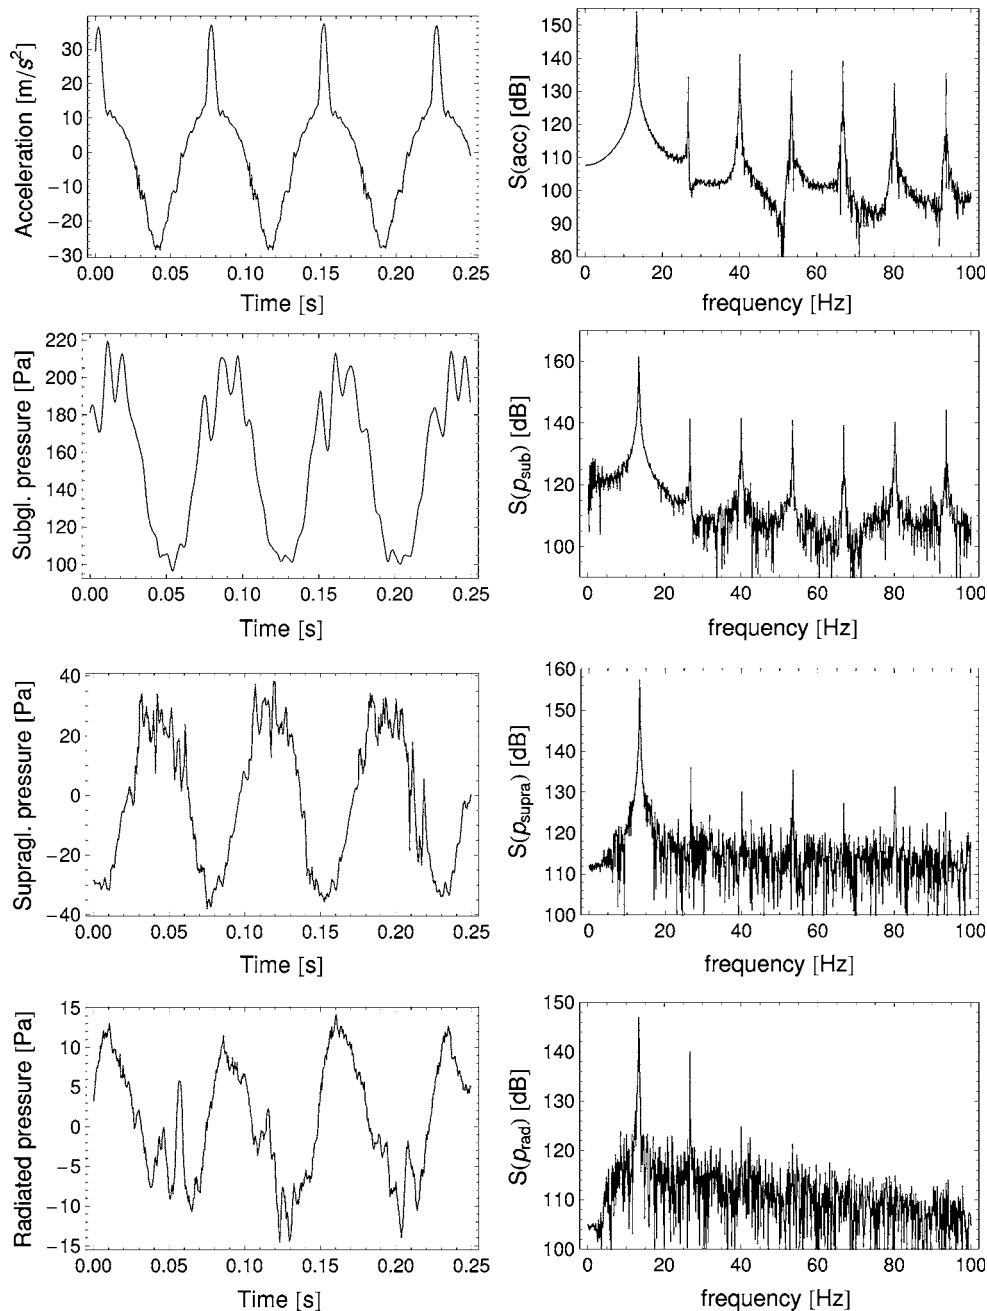 Acceleration [m/s²]
30
20
10
0
−10
−20
−30
0.00 0.05 0.10 0.15 0.20 0.25
Time [s]
S(acc) [dB]
150
140
130
120
110
100
90
80
0 20 40 60 80 100
frequency [Hz]
Subgl. pressure [Pa]
220
200
180
160
140
120
100
0.00 0.05 0.10 0.15 0.20 0.25
Time [s]
S(psub) [dB]
160
140
120
100
0 20 40 60 80 100
frequency [Hz]
Supragl. pressure [Pa]
40
20
0
−20
−40
0.00 0.05 0.10 0.15 0.20 0.25
Time [s]
S(psupra) [dB]
160
150
140
130
120
110
100
0 20 40 60 80 100
frequency [Hz]
Radiated pressure [Pa]
15
10
5
0
−5
−10
−15
0.00 0.05 0.10 0.15 0.20 0.25
Time [s]
S(prad) [dB]
150
140
130
120
110
100
0 20 40 60 80 100
frequency [Hz]